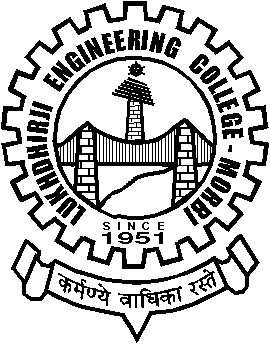 LUKHDHIRJI ENGINEERING COLLEGE - MORBI
SINCE
1951
कर्मण्ये वाधिका रस्ते